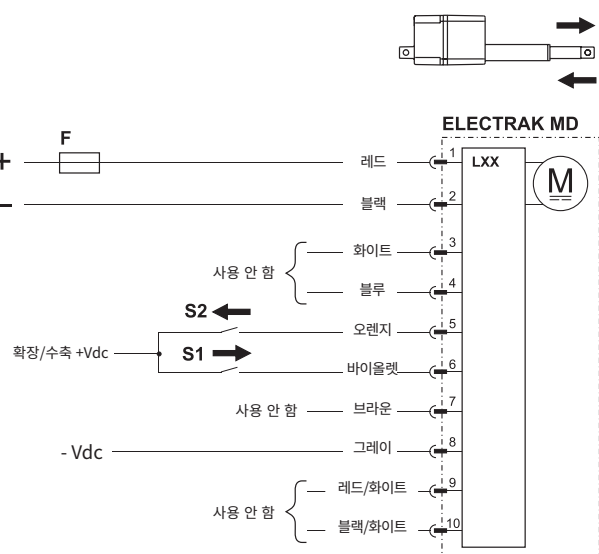 ELECTRAK MD
F
+
레드
1
LXX
M
–
블랙
2
화이트
3
사용 안 함
블루
4
S2
오렌지
5
확장/수축 +Vdc
S1
바이올렛
6
사용 안 함
브라운
7
- Vdc
그레이
8
레드/화이트
9
사용 안 함
블랙/화이트
10